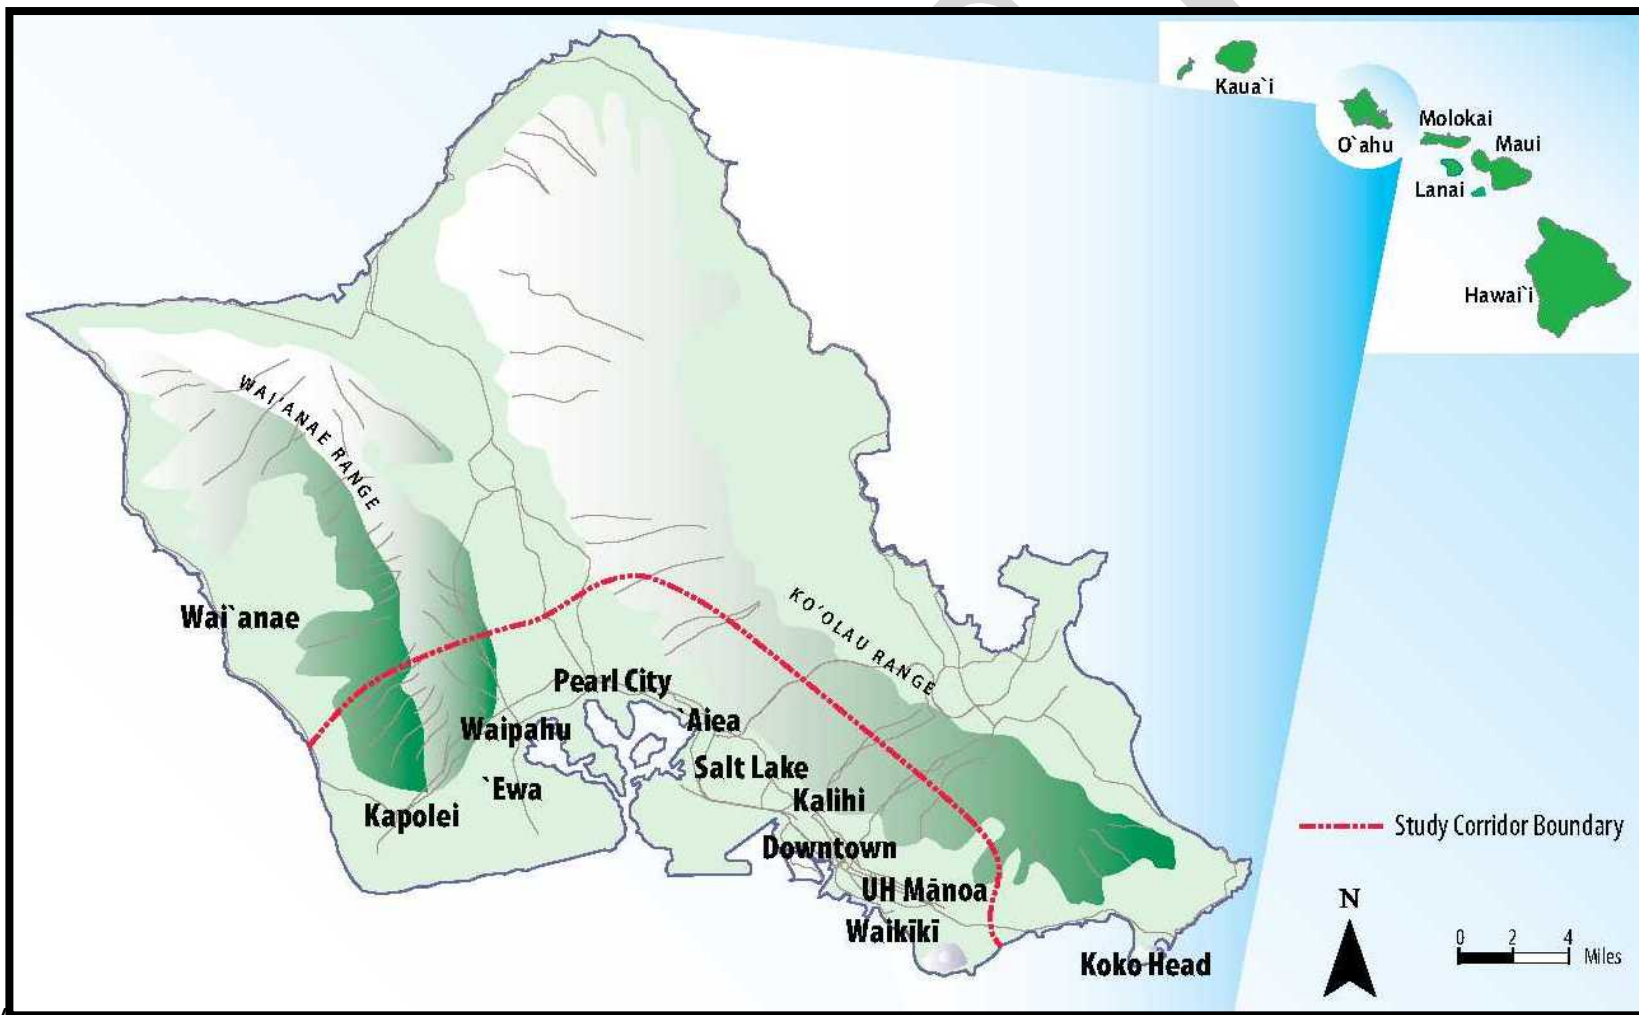 Kaua`i
O`ahu
Molokai
Maui
Lanai
Hawai`i
WAI'ANAE RANGE
KO'OLAU RANGE
Wai`anae
Pearl City
Waipahu
`Aiea
`Ewa
Salt Lake
Kapolei
Kalihi
Downtown
UH Mānoa
Waikīkī
Koko Head
Study Corridor Boundary
N
0 2 4
Miles